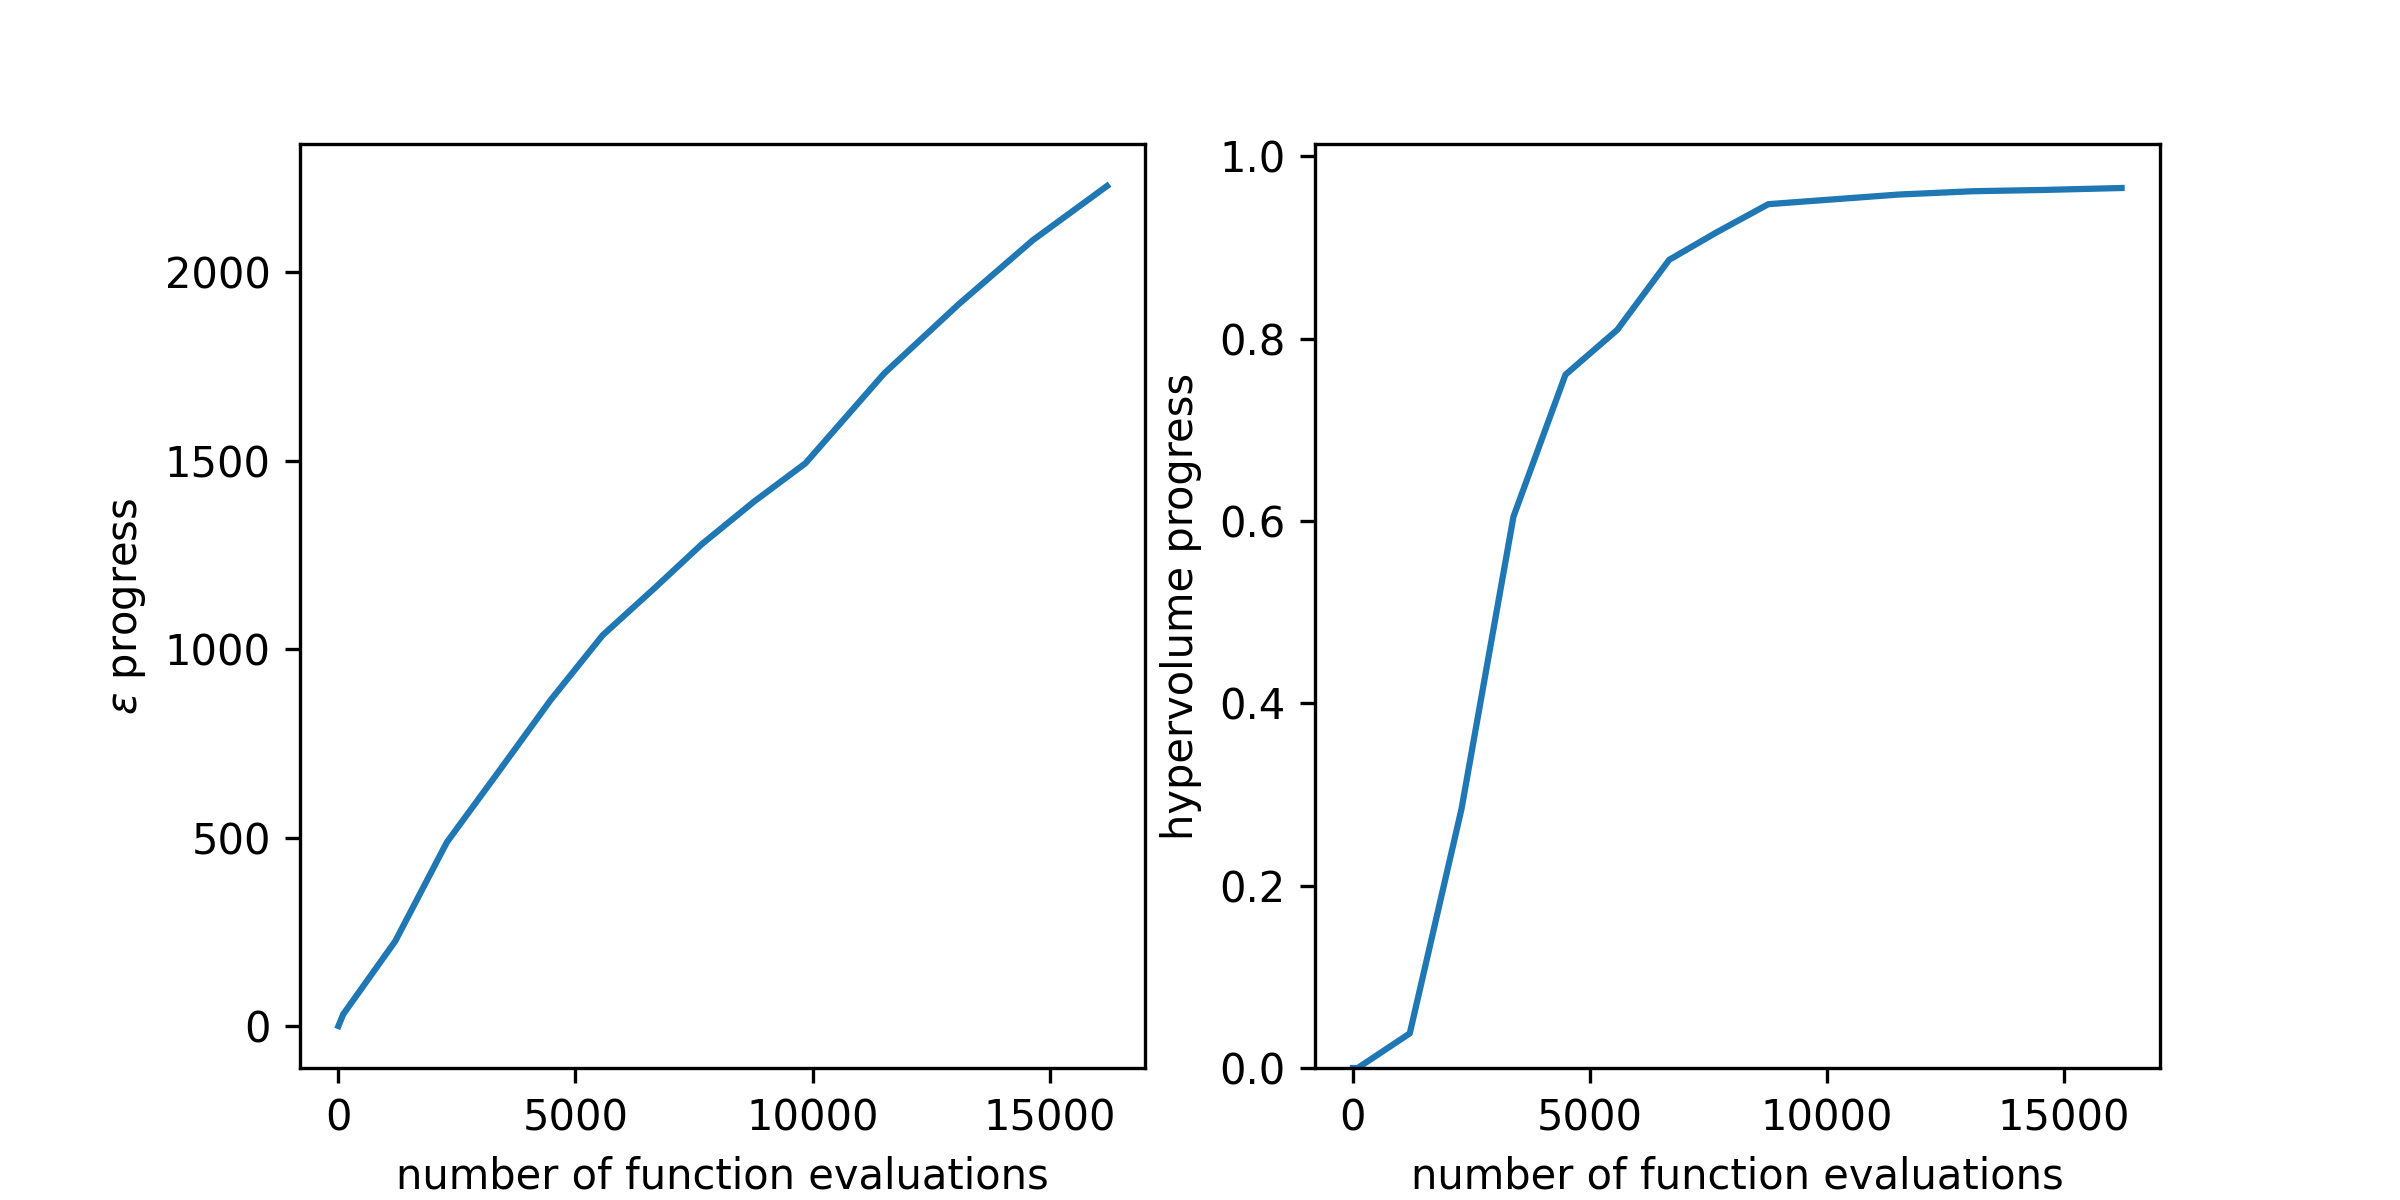 ε progress
2000
1500
1000
500
0
0 5000 10000 15000
number of function evaluations
hypervolume progress
1.0
0.8
0.6
0.4
0.2
0.0
0 5000 10000 15000
number of function evaluations